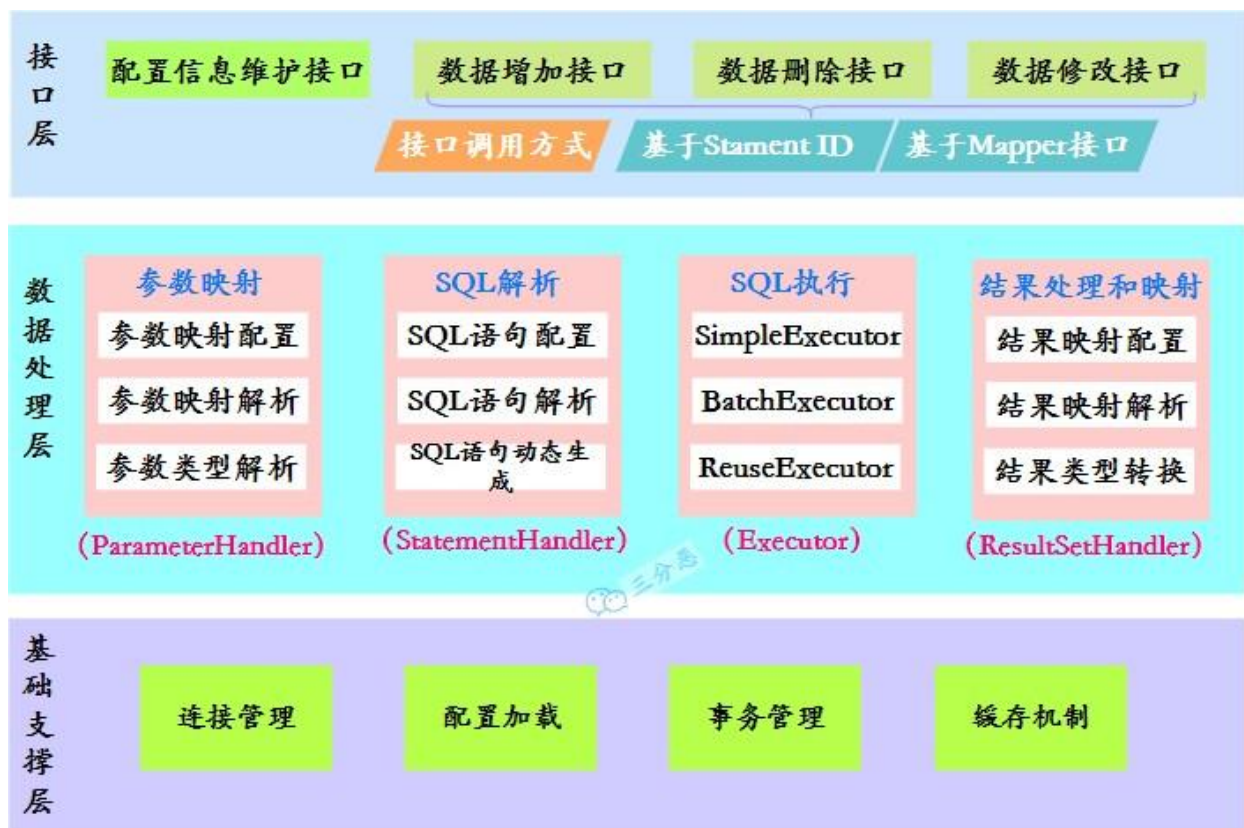 接口层
配置信息维护接口
数据增加接口
数据删除接口
数据修改接口
接口调用方式
基于Stament ID
基于Mapper接口
数据处理层
参数映射
参数映射配置
参数映射解析
参数类型解析
(ParameterHandler)
SQL解析
SQL语句配置
SQL语句解析
SQL语句动态生
成
(StatementHandler)
SQL执行
SimpleExecutor
BatchExecutor
ReuseExecutor
(Executor)
结果处理和映射
结果映射配置
结果映射解析
结果类型转换
(ResultSetHandler)
三分恶
基础支撑层
连接管理
配置加载
事务管理
缓存机制